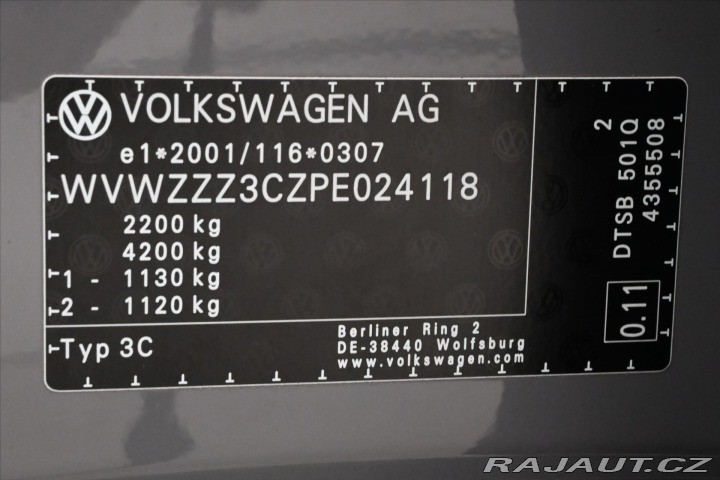 VOLKSWAGEN AG
e1*2001/116*0307
WVWZZZ3CZPE024118
2200 kg
4200 kg
1 - 1130 kg
2 - 1120 kg
Typ 3C
Berliner Ring 2
DE-38440 Wolfsburg
www.volkswagen.com
2
DTSB 501Q
4355508
0.11
RAJAUT.CZ